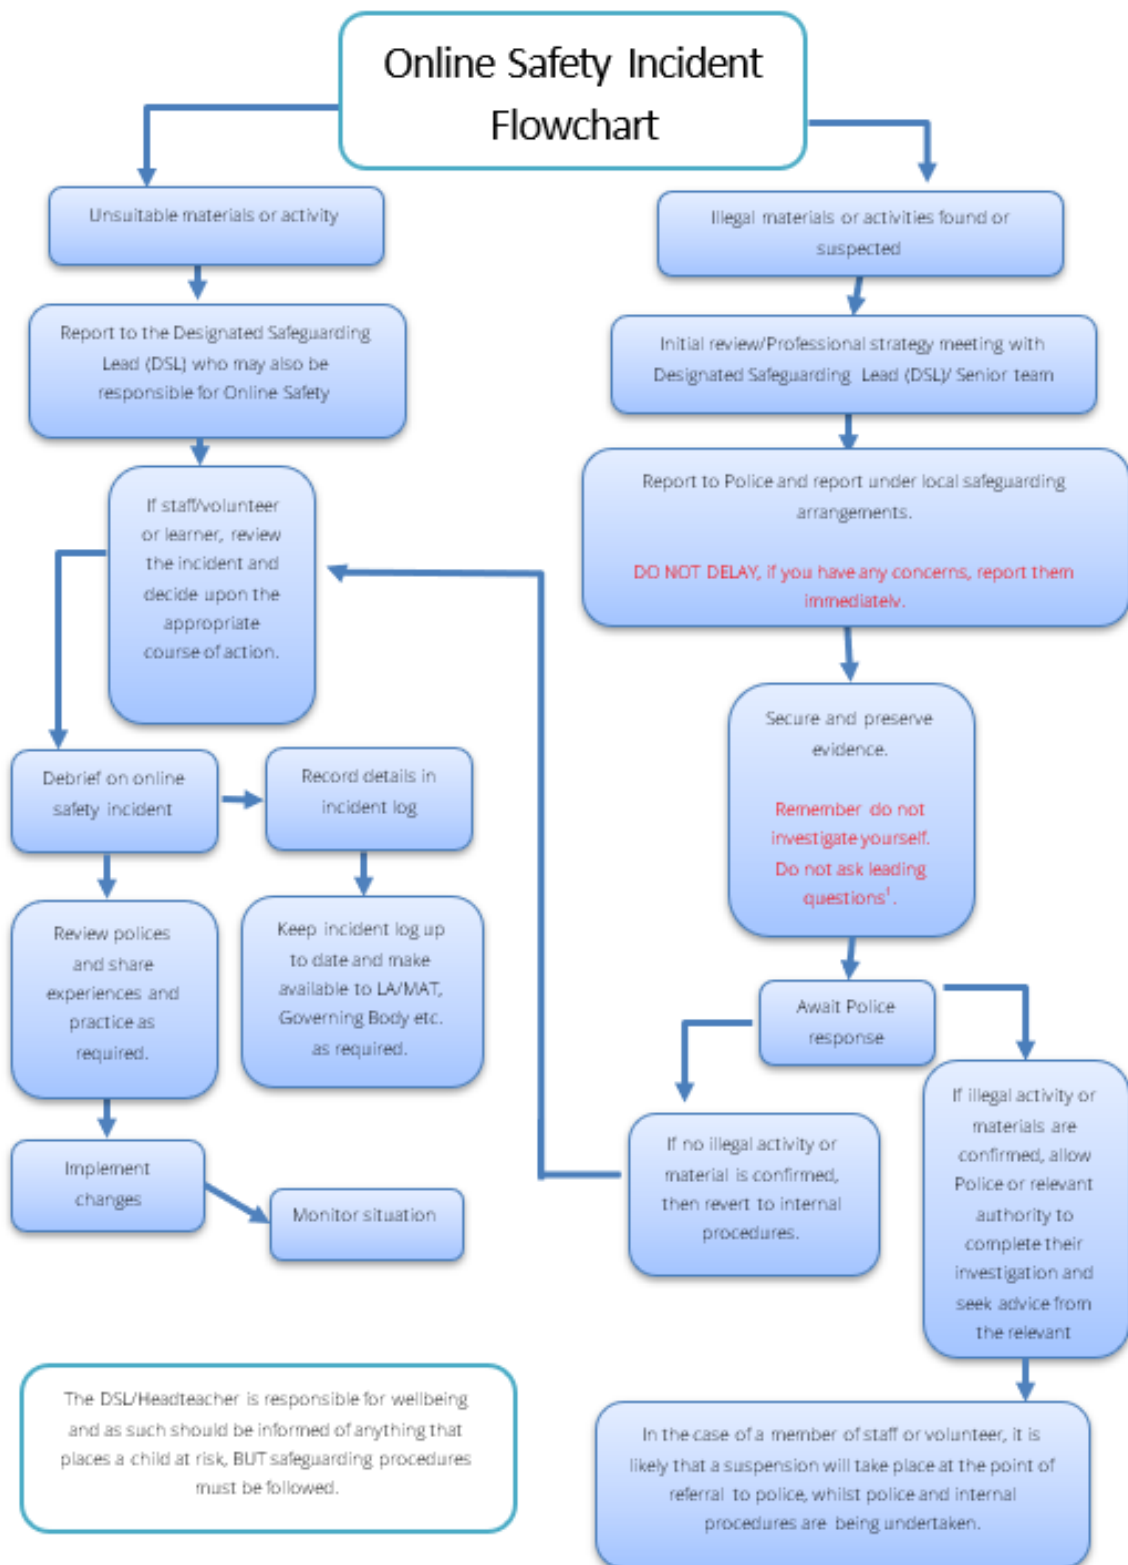 Online Safety Incident
Flowchart
Unsuitable materials or activity
Report to the Designated Safeguarding
Lead (DSL) who may also be
responsible for Online Safety
If staff/volunteer
or learner, review
the incident and
decide upon the
appropriate
course of action.
Debrief on online
safety incident
Record details in
incident log
Review polices
and share
experiences and
practice as
required.
Keep incident log up
to date and make
available to LA/MAT,
Governing Body etc.
as required.
Implement
changes
Monitor situation
Illegal materials or activities found or
suspected
Initial review/Professional strategy meeting with
Designated Safeguarding Lead (DSL)/ Senior team
Report to Police and report under local safeguarding
arrangements.
DO NOT DELAY, if you have any concerns, report them
immediately.
Secure and preserve
evidence.
Remember do not
investigate yourself.
Do not ask leading
questions¹.
Await Police
response
If no illegal activity or
material is confirmed,
then revert to internal
procedures.
If illegal activity or
materials are
confirmed, allow
Police or relevant
authority to
complete their
investigation and
seek advice from
the relevant
In the case of a member of staff or volunteer, it is
likely that a suspension will take place at the point of
referral to police, whilst police and internal
procedures are being undertaken.
The DSL/Headteacher is responsible for wellbeing
and as such should be informed of anything that
places a child at risk, BUT safeguarding procedures
must be followed.